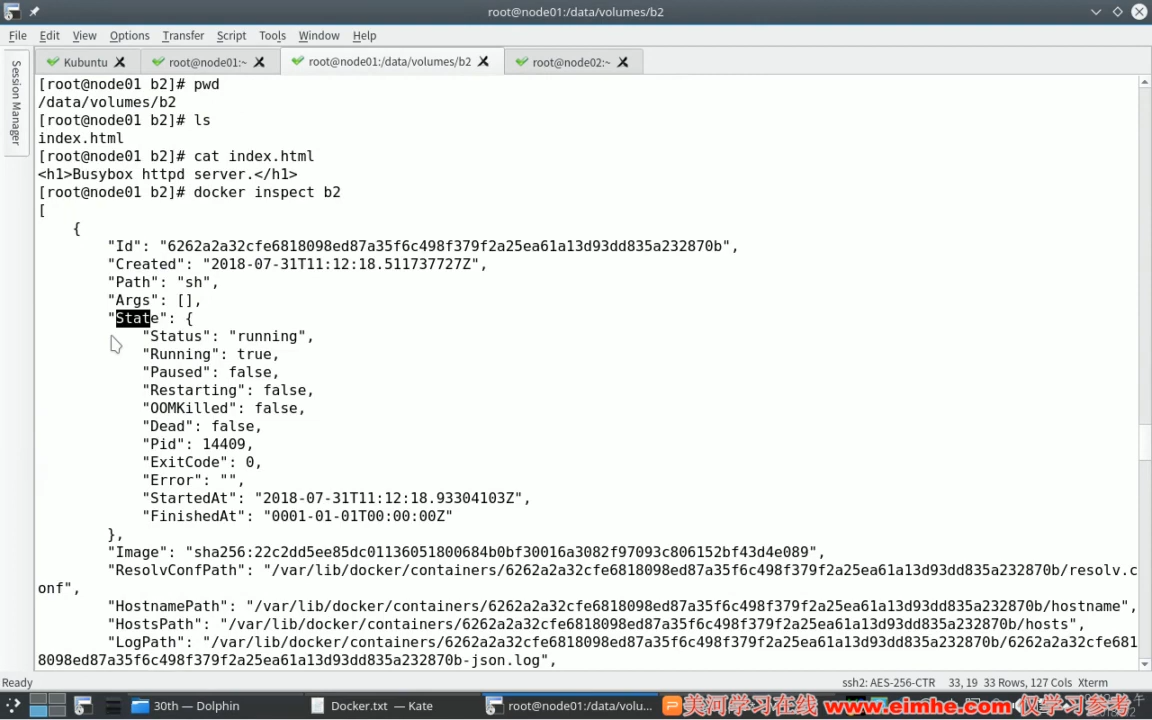 root@node01:/data/volumes/b2
File Edit View Options Transfer Script Tools Window Help
Kubuntu root@node01:~ root@node01:/data/volumes/b2 root@node02:~
Session Manager
[root@node01 b2]# pwd
/data/volumes/b2
[root@node01 b2]# ls
index.html
[root@node01 b2]# cat index.html
<h1>Busybox httpd server.</h1>
[root@node01 b2]# docker inspect b2
[
{
"Id": "6262a2a32cfe6818098ed87a35f6c498f379f2a25ea61a13d93dd835a232870b",
"Created": "2018-07-31T11:12:18.511737727Z",
"Path": "sh",
"Args": [],
"State": {
"Status": "running",
"Running": true,
"Paused": false,
"Restarting": false,
"OOMKilled": false,
"Dead": false,
"Pid": 14409,
"ExitCode": 0,
"Error": "",
"StartedAt": "2018-07-31T11:12:18.93304103Z",
"FinishedAt": "0001-01-01T00:00:00Z"
},
"Image": "sha256:22c2dd5ee85dc01136051800684b0bf30016a3082f97093c806152bf43d4e089",
"ResolvConfPath": "/var/lib/docker/containers/6262a2a32cfe6818098ed87a35f6c498f379f2a25ea61a13d93dd835a232870b/resolv.c
onf",
"HostnamePath": "/var/lib/docker/containers/6262a2a32cfe6818098ed87a35f6c498f379f2a25ea61a13d93dd835a232870b/hostname",
"HostsPath": "/var/lib/docker/containers/6262a2a32cfe6818098ed87a35f6c498f379f2a25ea61a13d93dd835a232870b/hosts",
"LogPath": "/var/lib/docker/containers/6262a2a32cfe6818098ed87a35f6c498f379f2a25ea61a13d93dd835a232870b/6262a2a32cfe681
8098ed87a35f6c498f379f2a25ea61a13d93dd835a232870b-json.log",
Ready ssh2: AES-256-CTR 33, 19 33 Rows, 127 Cols Xterm
30th — Dolphin Docker.txt — Kate root@node01:/data/volu... 美河学习在线 www.eimhe.com 仅学习参考